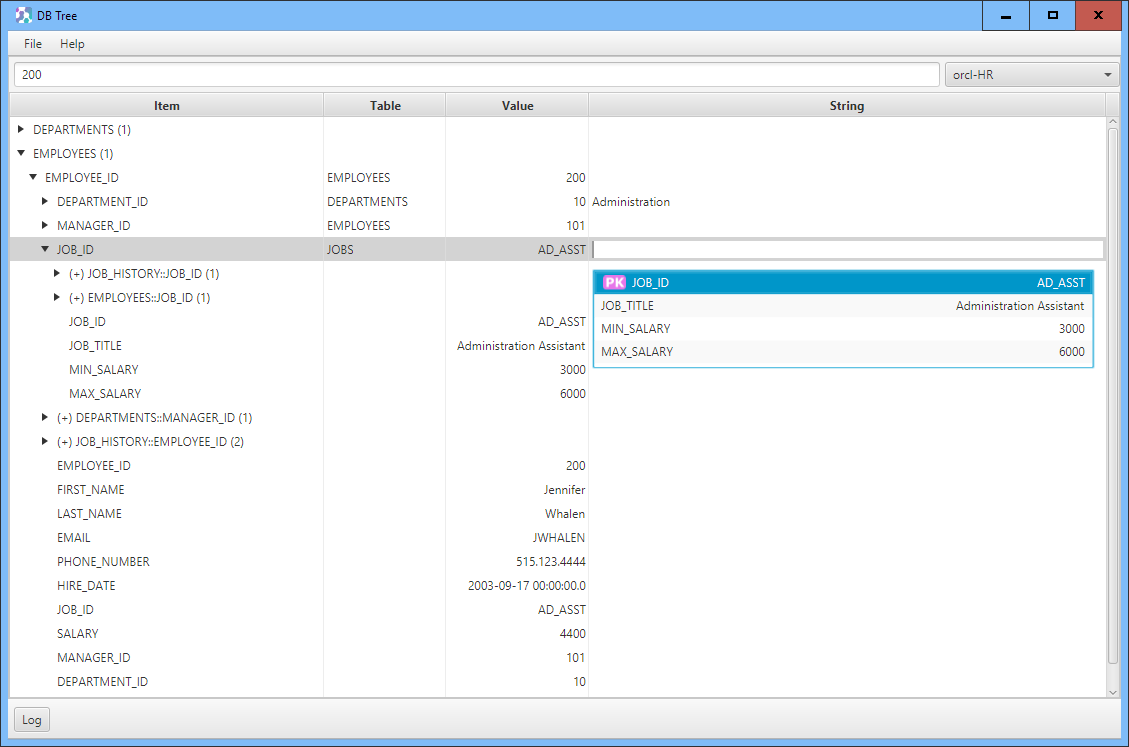 DB Tree
File Help
200 orcl-HR
Item Table Value String
DEPARTMENTS (1)
EMPLOYEES (1)
EMPLOYEE_ID EMPLOYEES 200
DEPARTMENT_ID DEPARTMENTS 10 Administration
MANAGER_ID EMPLOYEES 101
JOB_ID JOBS AD_ASST
(+) JOB_HISTORY::JOB_ID (1)
PK JOB_ID AD_ASST
(+) EMPLOYEES::JOB_ID (1)
JOB_TITLE Administration Assistant
JOB_ID AD_ASST
MIN_SALARY 3000
JOB_TITLE Administration Assistant
MAX_SALARY 6000
MIN_SALARY 3000
MAX_SALARY 6000
(+) DEPARTMENTS::MANAGER_ID (1)
(+) JOB_HISTORY::EMPLOYEE_ID (2)
EMPLOYEE_ID 200
FIRST_NAME Jennifer
LAST_NAME Whalen
EMAIL JWHALEN
PHONE_NUMBER 515.123.4444
HIRE_DATE 2003-09-17 00:00:00.0
JOB_ID AD_ASST
SALARY 4400
MANAGER_ID 101
DEPARTMENT_ID 10
Log